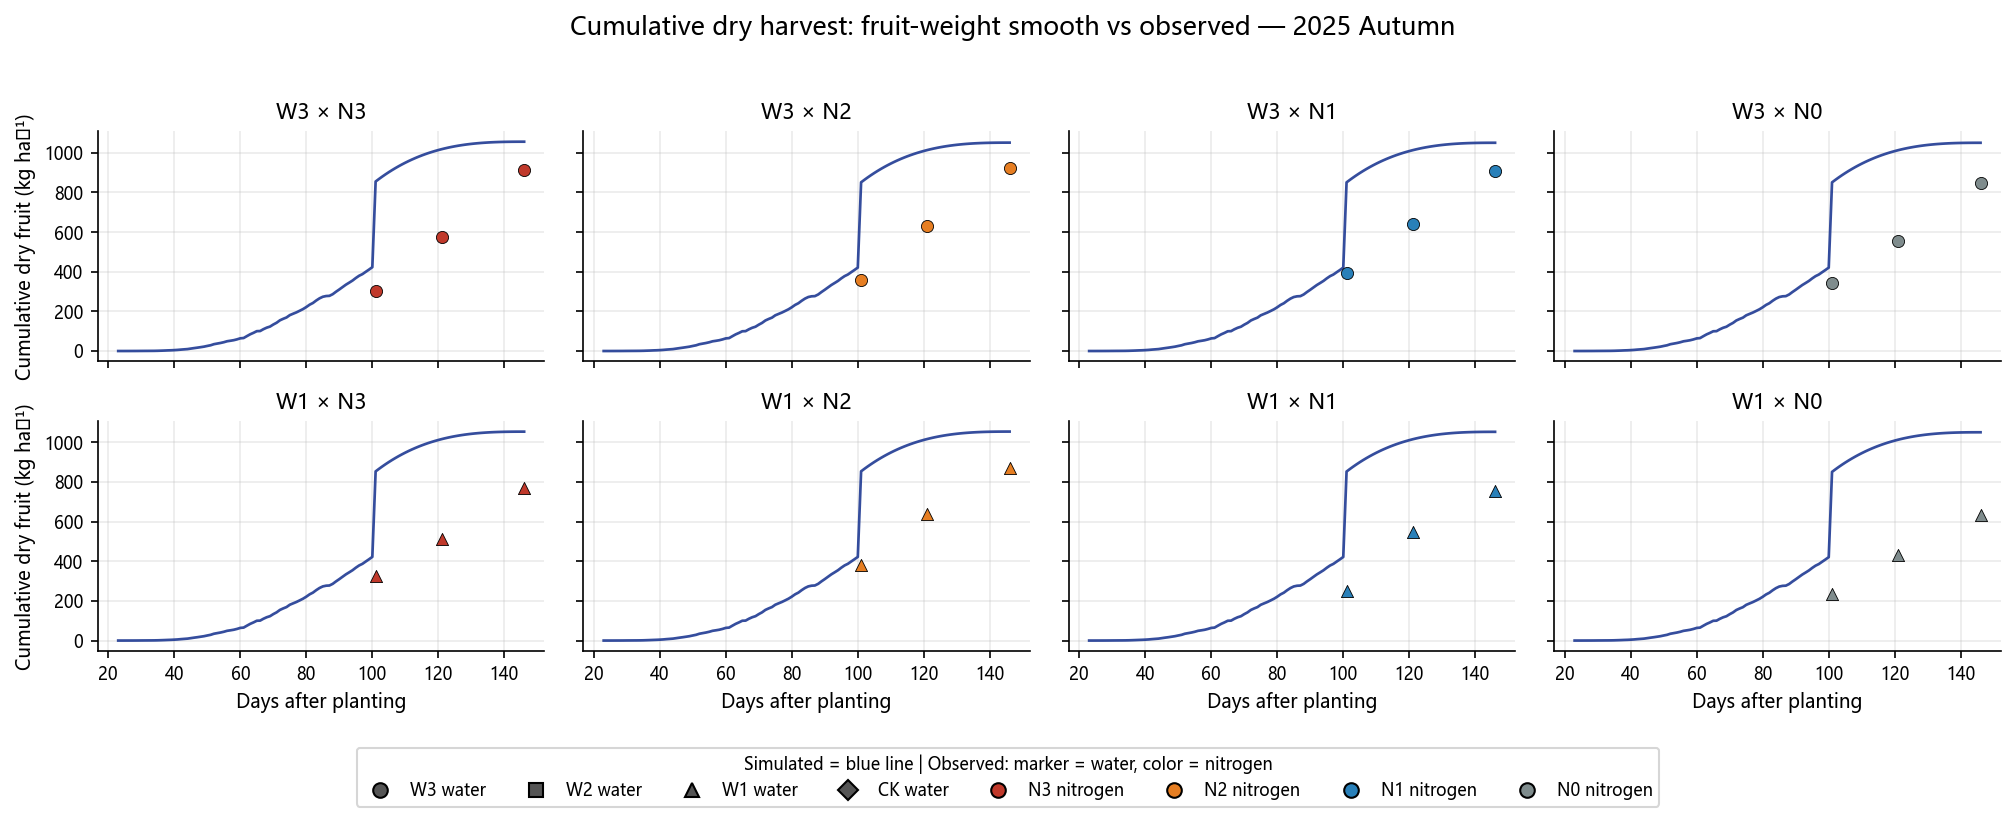 Cumulative dry harvest: fruit-weight smooth vs observed — 2025 Autumn
W3 × N3
W3 × N2
W3 × N1
W3 × N0
Cumulative dry fruit (kg ha□¹)
1000
800
600
400
200
0
W1 × N3
W1 × N2
W1 × N1
W1 × N0
Cumulative dry fruit (kg ha□¹)
1000
800
600
400
200
0
20 40 60 80 100 120 140
20 40 60 80 100 120 140
20 40 60 80 100 120 140
20 40 60 80 100 120 140
Days after planting
Days after planting
Days after planting
Days after planting
Simulated = blue line | Observed: marker = water, color = nitrogen
W3 water W2 water W1 water CK water N3 nitrogen N2 nitrogen N1 nitrogen N0 nitrogen